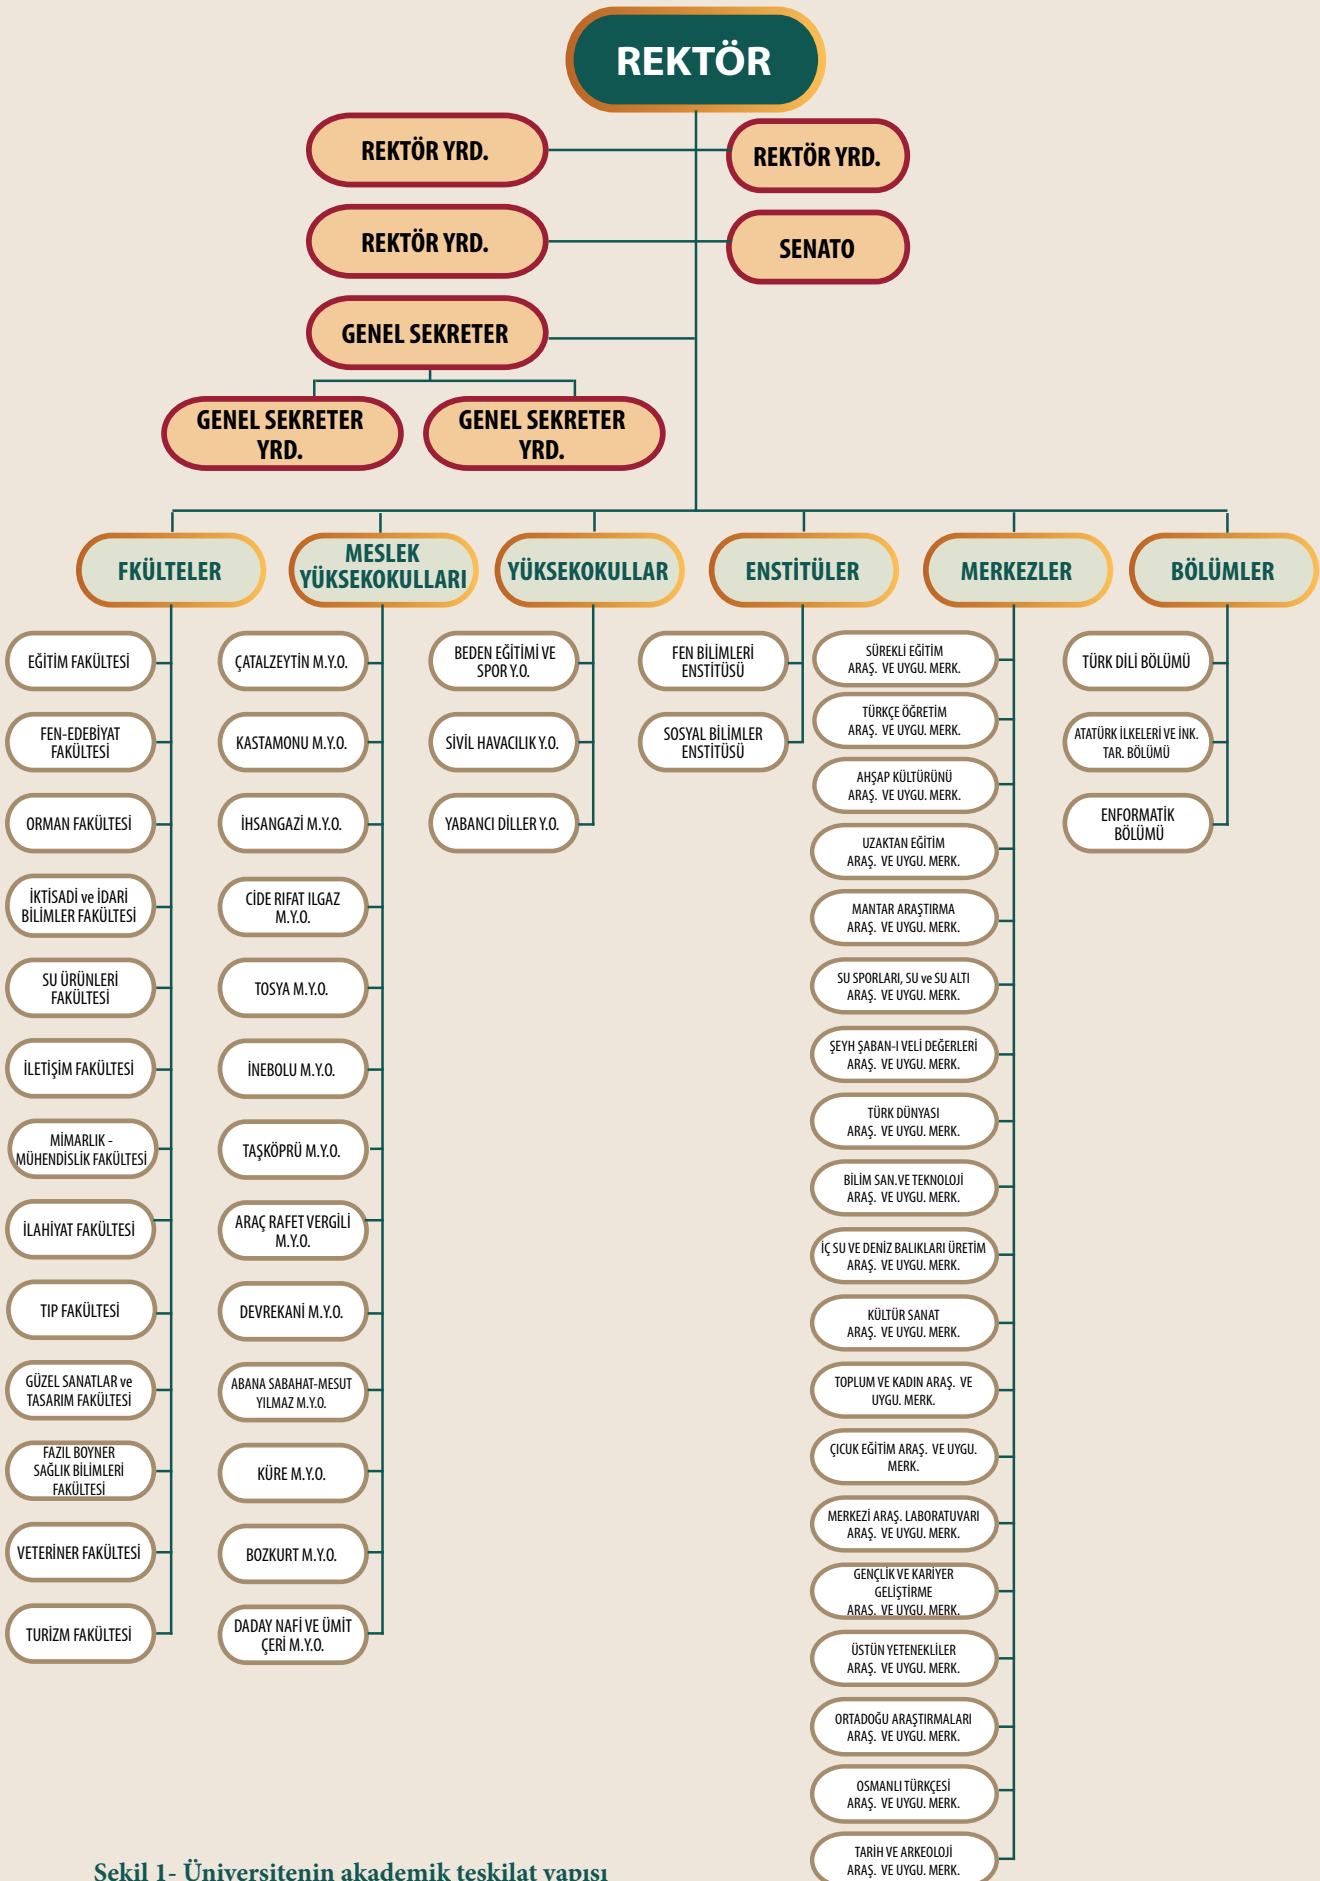 REKTÖR
REKTÖR YRD.
REKTÖR YRD.
REKTÖR YRD.
SENATO
GENEL SEKRETER
GENEL SEKRETER
YRD.
GENEL SEKRETER
YRD.
FKÜLTELER
EĞİTİM FAKÜLTESİ
FEN-EDEBİYAT
FAKÜLTESİ
ORMAN FAKÜLTESİ
İKTİSADİ ve İDARİ
BİLİMLER FAKÜLTESİ
SU ÜRÜNLERİ
FAKÜLTESİ
İLETİŞİM FAKÜLTESİ
MİMARLIK -
MÜHENDİSLİK FAKÜLTESİ
İLAHİYAT FAKÜLTESİ
TIP FAKÜLTESİ
GÜZEL SANATLAR ve
TASARIM FAKÜLTESİ
FAZIL BOYNER
SAĞLIK BİLİMLERİ
FAKÜLTESİ
VETERİNER FAKÜLTESİ
TURİZM FAKÜLTESİ
MESLEK
YÜKSEKOKULLARI
ÇATALZEYTİN M.Y.O.
KASTAMONU M.Y.O.
İHSANGAZİ M.Y.O.
CİDE RIFAT ILGAZ
M.Y.O.
TOSYA M.Y.O.
İNEBOLU M.Y.O.
TAŞKÖPRÜ M.Y.O.
ARAÇ RAFET VERGİLİ
M.Y.O.
DEVREKANİ M.Y.O.
ABANA SABAHAT-MESUT
YILMAZ M.Y.O.
KÜRE M.Y.O.
BOZKURT M.Y.O.
DADAY NAFİ VE ÜMİT
ÇERİ M.Y.O.
YÜKSEKOKULLAR
BEDEN EĞİTİMİ VE
SPOR Y.O.
SİVİL HAVACILIK Y.O.
YABANCI DİLLER Y.O.
ENSTİTÜLER
FEN BİLİMLERİ
ENSTİTÜSÜ
SOSYAL BİLİMLER
ENSTİTÜSÜ
MERKEZLER
SÜREKLİ EĞİTİM
ARAŞ. VE UYGU. MERK.
TÜRKÇE ÖĞRETİM
ARAŞ. VE UYGU. MERK.
AHŞAP KÜLTÜRÜNÜ
ARAŞ. VE UYGU. MERK.
UZAKTAN EĞİTİM
ARAŞ. VE UYGU. MERK.
MANTAR ARAŞTIRMA
ARAŞ. VE UYGU. MERK.
SU SPORLARI, SU ve SU ALTI
ARAŞ. VE UYGU. MERK.
ŞEYH ŞABAN-I VELİ DEĞERLERİ
ARAŞ. VE UYGU. MERK.
TÜRK DÜNYASI
ARAŞ. VE UYGU. MERK.
BİLİM SAN.VE TEKNOLOJİ
ARAŞ. VE UYGU. MERK.
İÇ SU VE DENİZ BALIKLARI ÜRETİM
ARAŞ. VE UYGU. MERK.
KÜLTÜR SANAT
ARAŞ. VE UYGU. MERK.
TOPLUM VE KADIN ARAŞ. VE
UYGU. MERK.
ÇICUK EĞİTİM ARAŞ. VE UYGU.
MERK.
MERKEZİ ARAŞ. LABORATUVARI
ARAŞ. VE UYGU. MERK.
GENÇLİK VE KARİYER
GELİŞTİRME
ARAŞ. VE UYGU. MERK.
ÜSTÜN YETENEKLİLER
ARAŞ. VE UYGU. MERK.
ORTADOĞU ARAŞTIRMALARI
ARAŞ. VE UYGU. MERK.
OSMANLI TÜRKÇESİ
ARAŞ. VE UYGU. MERK.
TARİH VE ARKEOLOJİ
ARAŞ. VE UYGU. MERK.
BÖLÜMLER
TÜRK DİLİ BÖLÜMÜ
ATATÜRK İLKELERİ VE İNK.
TAR. BÖLÜMÜ
ENFORMATİK
BÖLÜMÜ
Şekil 1- Üniversitenin akademik teşkilat yapısı